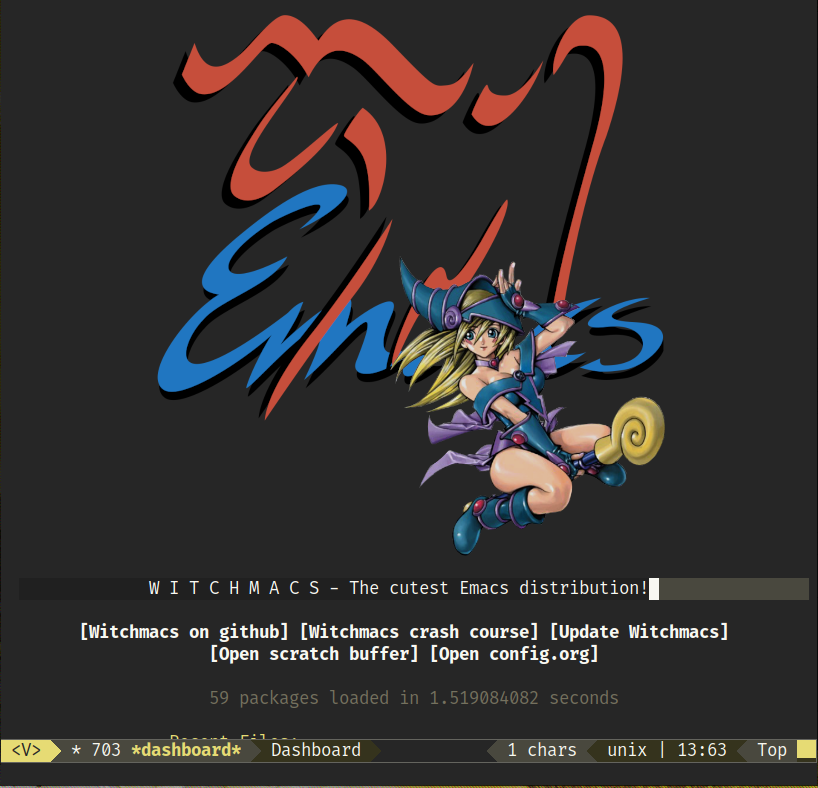 Emacs
W I T C H M A C S - The cutest Emacs distribution!
[Witchmacs on github] [Witchmacs crash course] [Update Witchmacs]
[Open scratch buffer] [Open config.org]
59 packages loaded in 1.519084082 seconds
Recent Files:
<V> * 703 *dashboard* Dashboard 1 chars unix | 13:63 Top